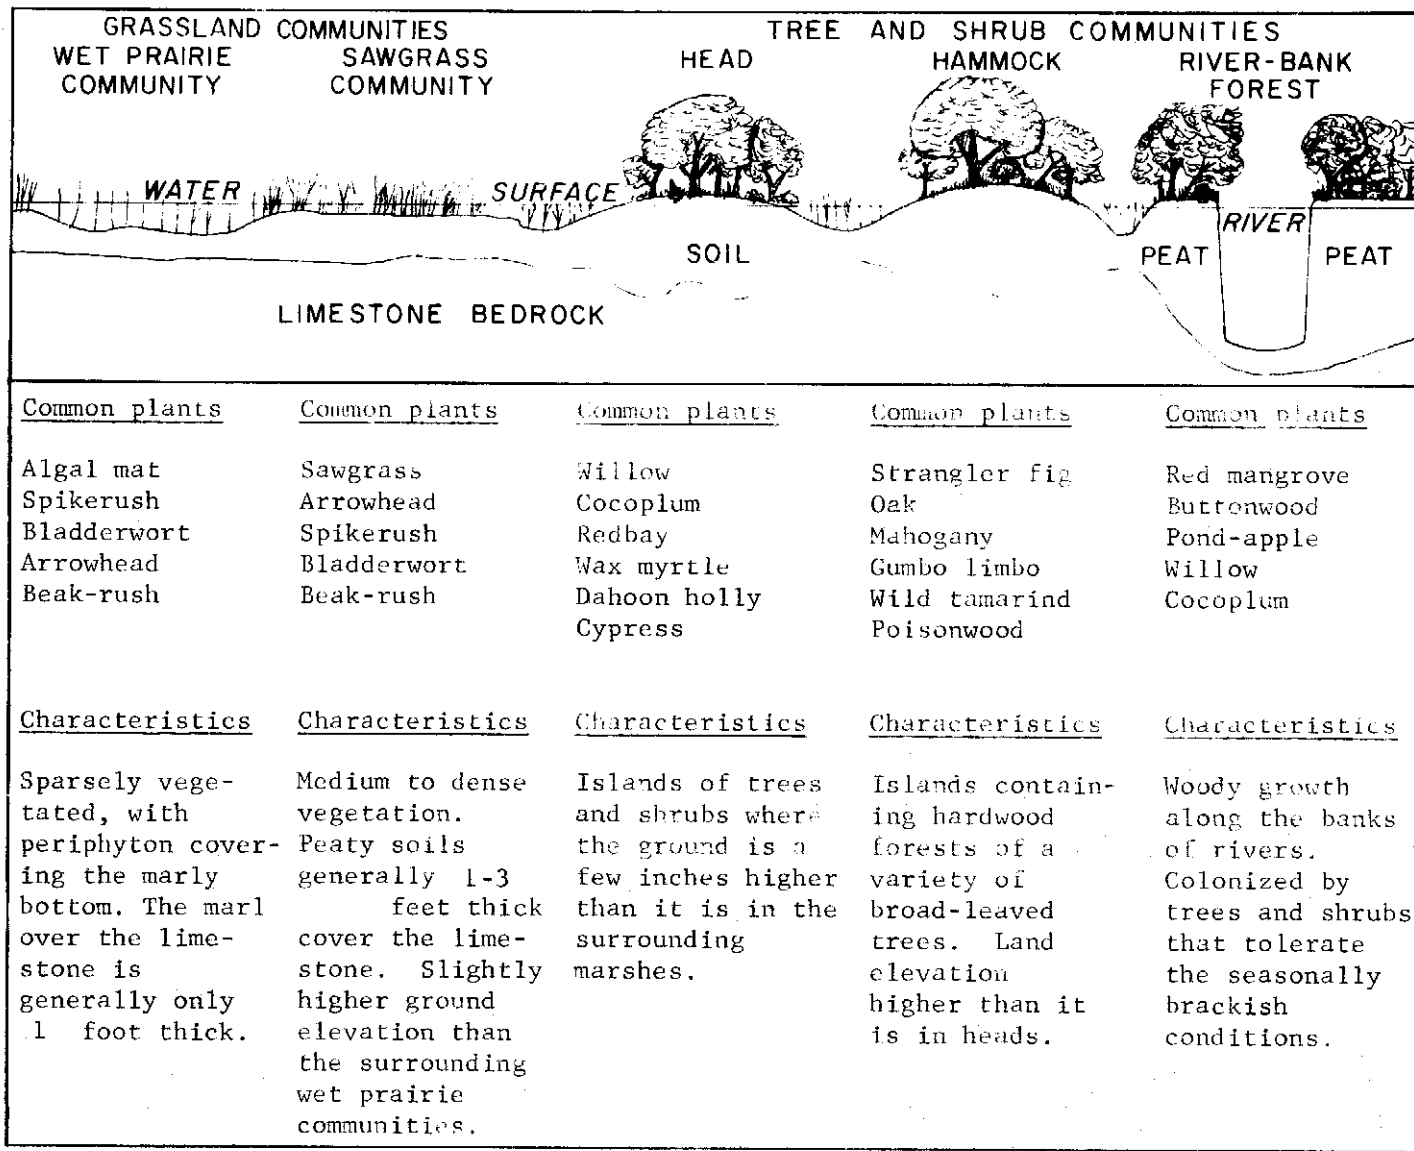 GRASSLAND COMMUNITIES
TREE AND SHRUB COMMUNITIES
WET PRAIRIE
COMMUNITY
SAWGRASS
COMMUNITY
HEAD
HAMMOCK
RIVER-BANK
FOREST
WATER
SURFACE
RIVER
SOIL
PEAT
PEAT
LIMESTONE BEDROCK
Common plants
Algal mat
Spikerush
Bladderwort
Arrowhead
Beak-rush
Characteristics
Sparsely vege-
tated, with
periphyton cover-
ing the marly
bottom. The marl
over the lime-
stone is
generally only
1 foot thick.
Common plants
Sawgrass
Arrowhead
Spikerush
Bladderwort
Beak-rush
Characteristics
Medium to dense
vegetation.
Peaty soils
generally 1-3
feet thick
cover the lime-
stone. Slightly
higher ground
elevation than
the surrounding
wet prairie
communities.
Common plants
Willow
Cocoplum
Redbay
Wax myrtle
Dahoon holly
Cypress
Characteristics
Islands of trees
and shrubs where
the ground is a
few inches higher
than it is in the
surrounding
marshes.
Common plants
Strangler fig
Oak
Mahogany
Gumbo limbo
Wild tamarind
Poisonwood
Characteristics
Islands contain-
ing hardwood
forests of a
variety of
broad-leaved
trees. Land
elevation
higher than it
is in heads.
Common plants
Red mangrove
Buttonwood
Pond-apple
Willow
Cocoplum
Characteristics
Woody growth
along the banks
of rivers.
Colonized by
trees and shrubs
that tolerate
the seasonally
brackish
conditions.